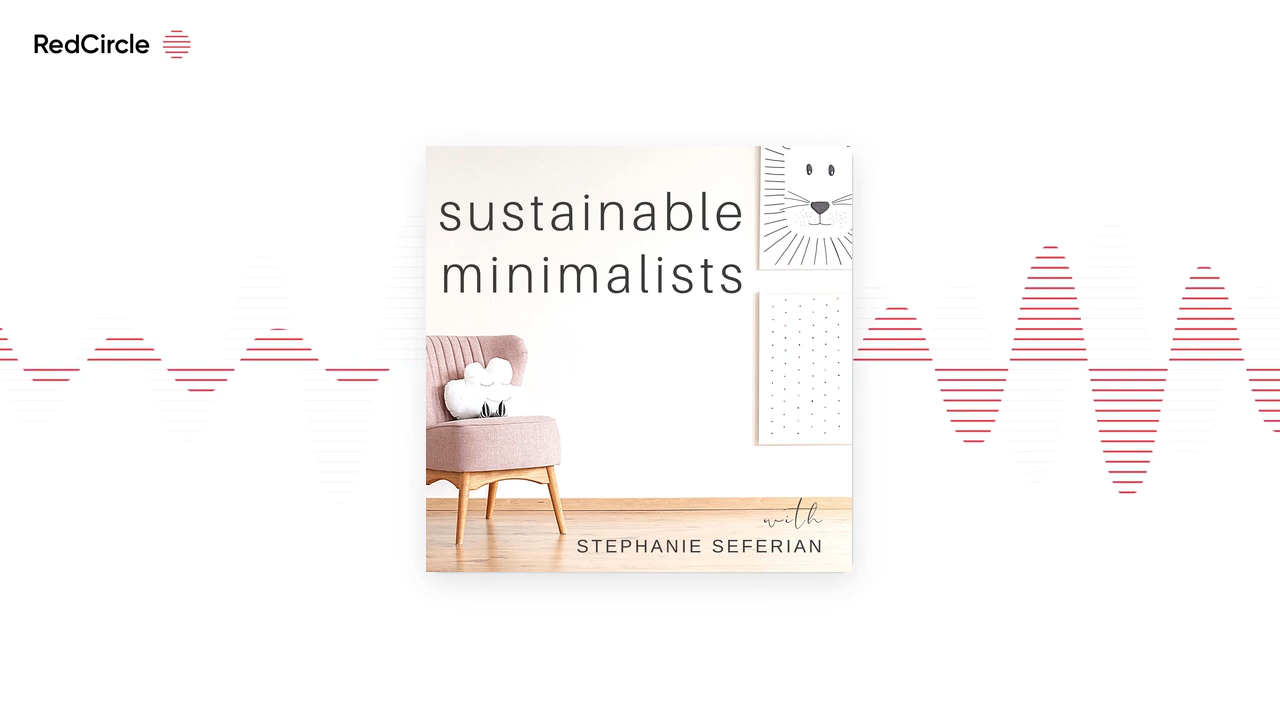 RedCircle
sustainable
minimalists
with
STEPHANIE SEFERIAN